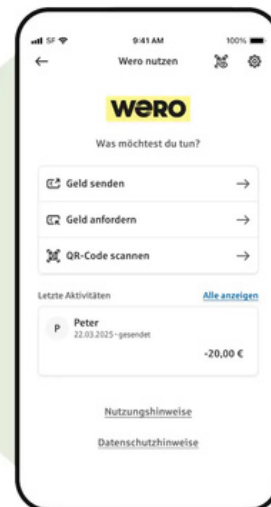 SF 9:41 AM 100%
Wero nutzen
wero
Was möchtest du tun?
Geld senden
Geld anfordern
QR-Code scannen
Letzte Aktivitäten Alle anzeigen
P Peter
22.03.2025-gesendet
-20,00 €
Nutzungshinweise
Datenschutzhinweise